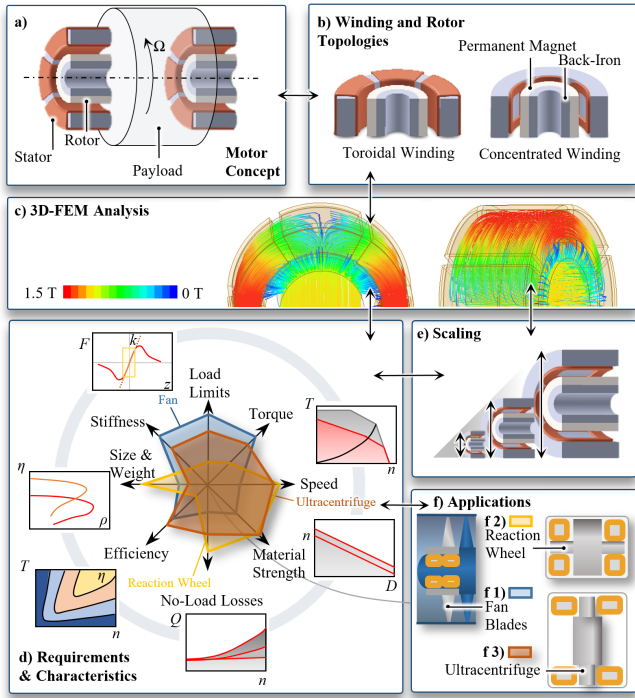 a)
Ω
Rotor
Stator
Payload
Motor
Concept
b) Winding and Rotor
Topologies
Permanent Magnet
Back-Iron
Toroidal Winding
Concentrated Winding
c) 3D-FEM Analysis
1.5 T
0 T
F
k
z
Fan
Load
Limits
Stiffness
Torque
T
n
Size &
Weight
η
ρ
Speed
Ultracentrifuge
n
D
Efficiency
Material
Strength
Reaction Wheel
T
η
n
No-Load Losses
Q
n
d) Requirements
& Characteristics
e) Scaling
f) Applications
f 2)
Reaction
Wheel
f 1)
Fan
Blades
f 3)
Ultracentrifuge